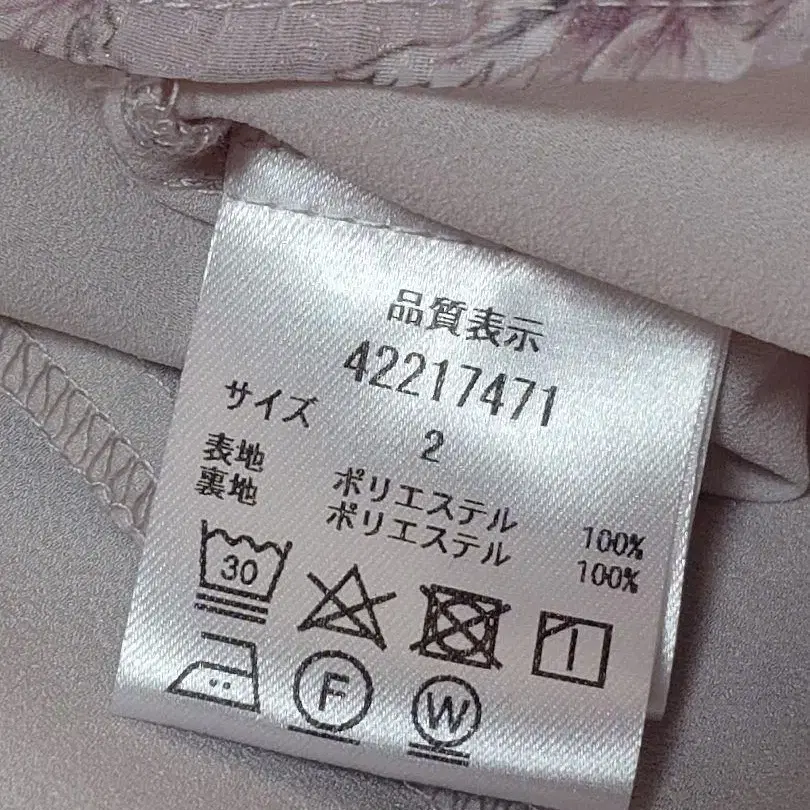 品質表示
42217471
サイズ 2
表地 ポリエステル 100%
裏地 ポリエステル 100%
30
F W